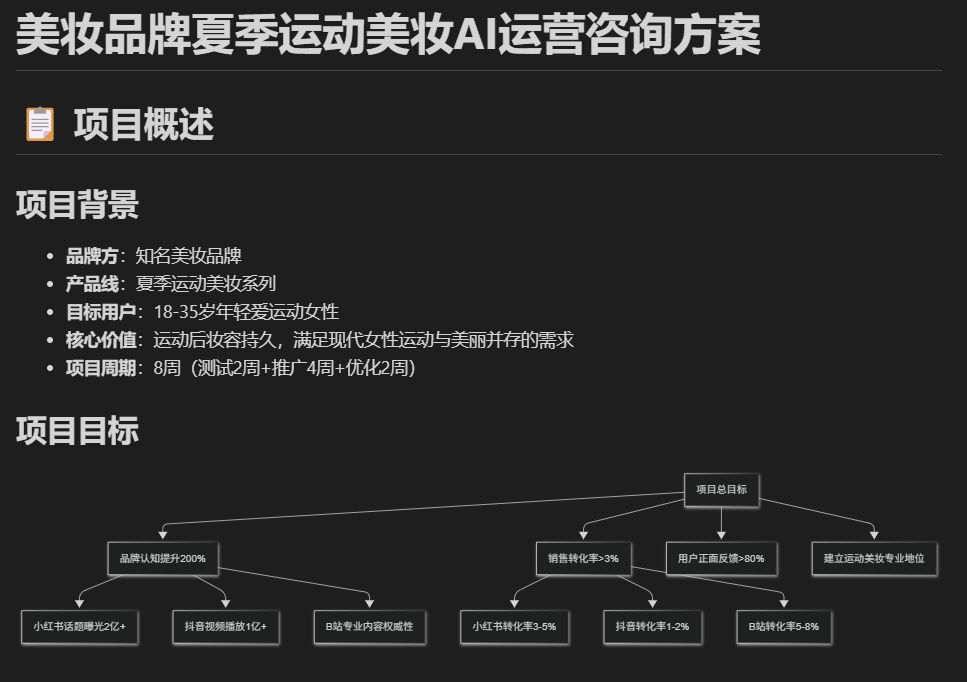 美妆品牌夏季运动美妆AI运营咨询方案
📋 项目概述
项目背景
• 品牌方：知名美妆品牌
• 产品线：夏季运动美妆系列
• 目标用户：18-35岁年轻爱运动女性
• 核心价值：运动后妆容持久，满足现代女性运动与美丽并存的需求
• 项目周期：8周（测试2周+推广4周+优化2周）
项目目标
项目总目标
品牌认知提升200%
销售转化率>3%
用户正面反馈>80%
建立运动美妆专业地位
小红书话题曝光2亿+
抖音视频播放1亿+
B站专业内容权威性
小红书转化率3-5%
抖音转化率1-2%
B站转化率5-8%